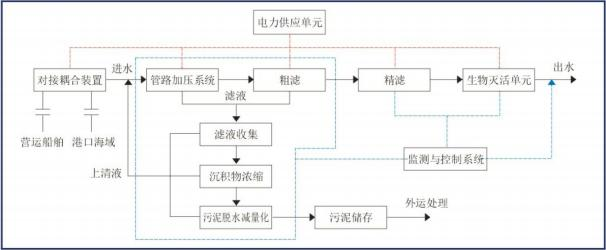 电力供应单元
对接耦合装置
进水
管路加压系统
粗滤
精滤
生物灭活单元
出水
滤液
营运船舶
港口海域
滤液收集
上清液
沉积物浓缩
监测与控制系统
污泥脱水减量化
污泥储存
外运处理